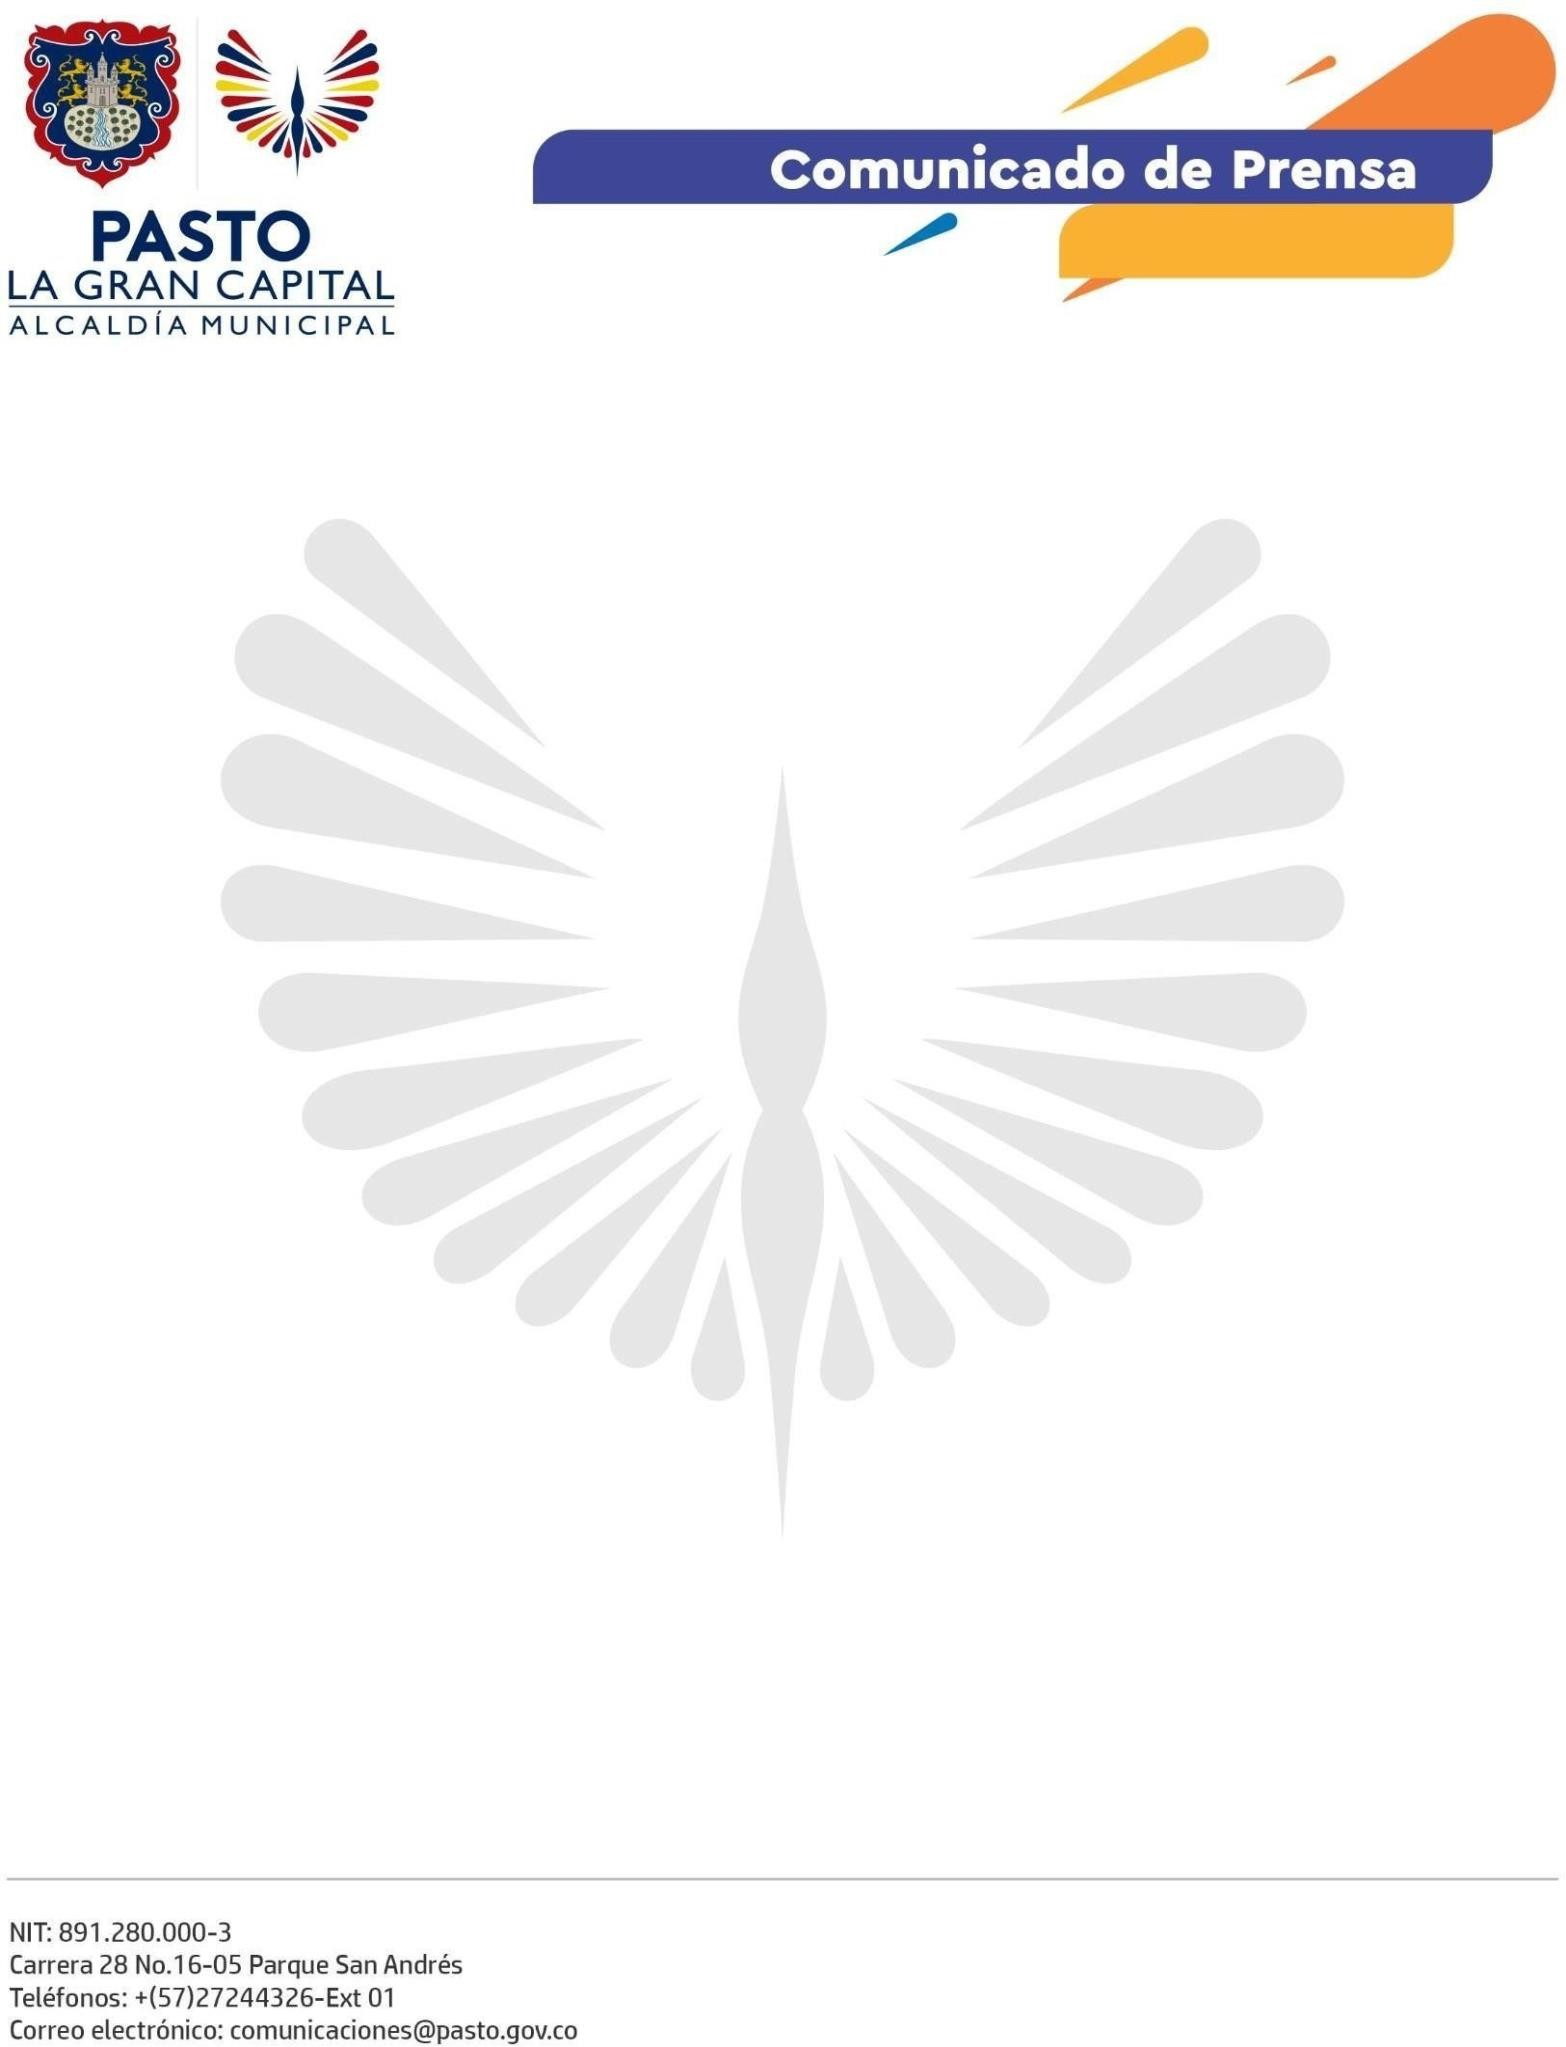 Comunicado de Prensa
PASTO
LA GRAN CAPITAL
ALCALDÍA MUNICIPAL
NIT: 891.280.000-3
Carrera 28 No.16-05 Parque San Andrés
Teléfonos: +(57)27244326-Ext 01
Correo electrónico: comunicaciones@pasto.gov.co